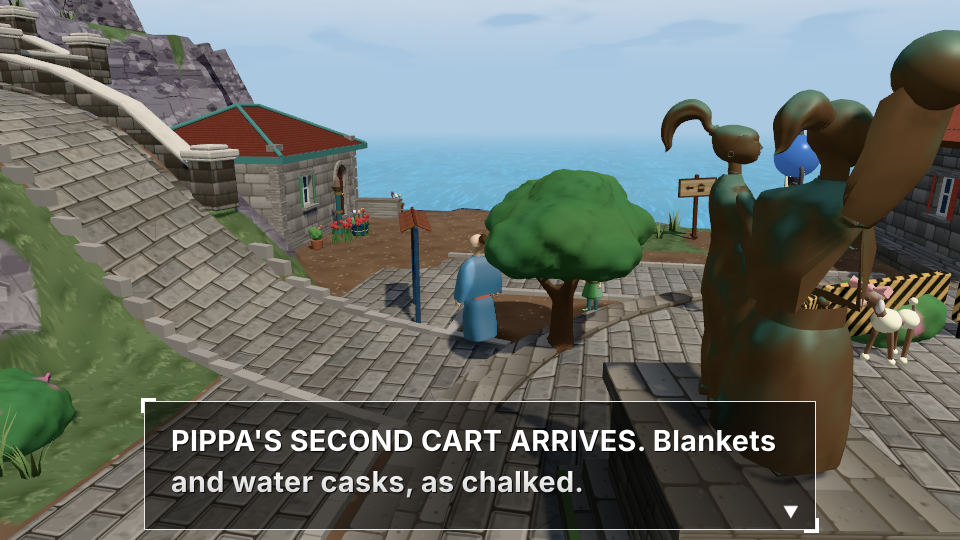 PIPPA'S SECOND CART ARRIVES. Blankets
and water casks, as chalked.